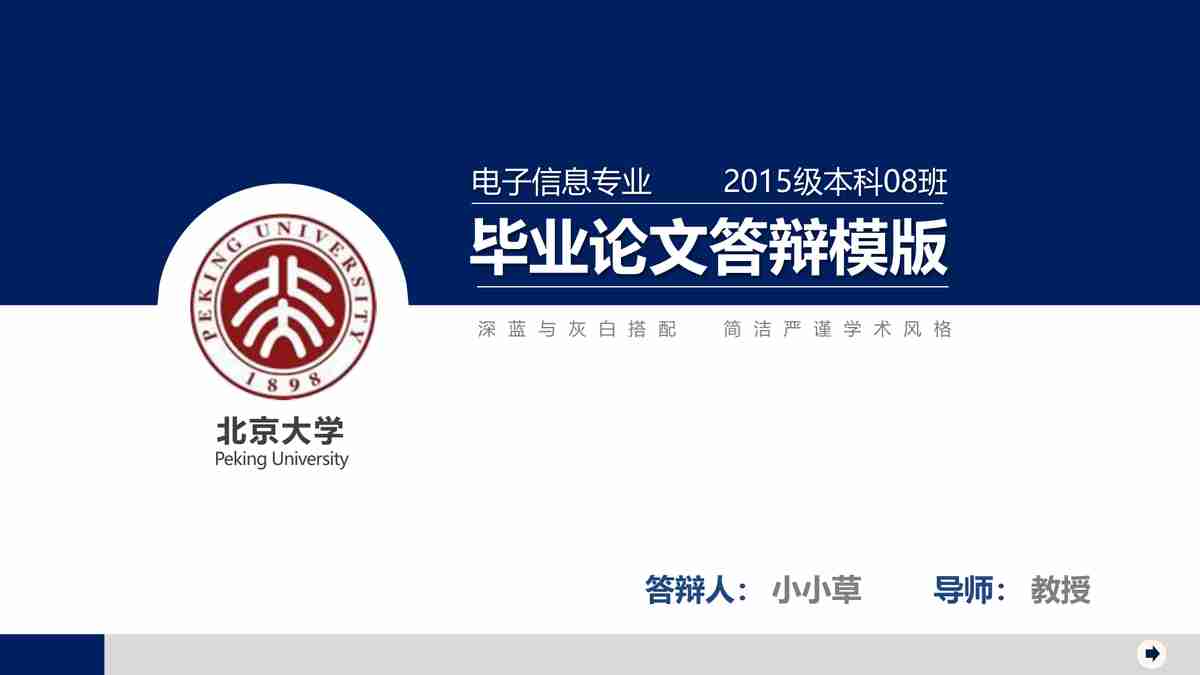 电子信息专业 2015级本科08班
毕业论文答辩模版
深蓝与灰白搭配 简洁严谨学术风格
PEKING UNIVERSITY
1898
北京大学
Peking University
答辩人： 小小草 导师： 教授